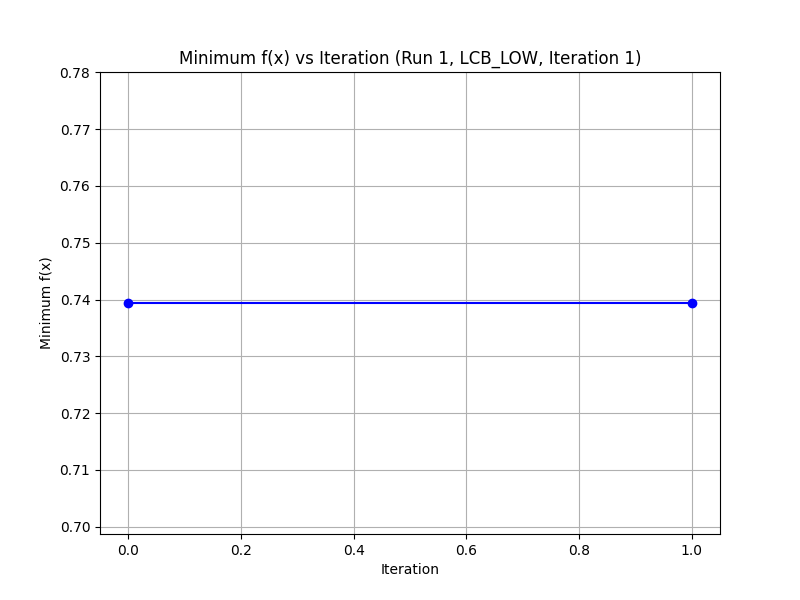 Minimum f(x) vs Iteration (Run 1, LCB_LOW, Iteration 1)
0.78
0.77
0.76
0.75
0.74
0.73
0.72
0.71
0.70
Minimum f(x)
0.0 0.2 0.4 0.6 0.8 1.0
Iteration